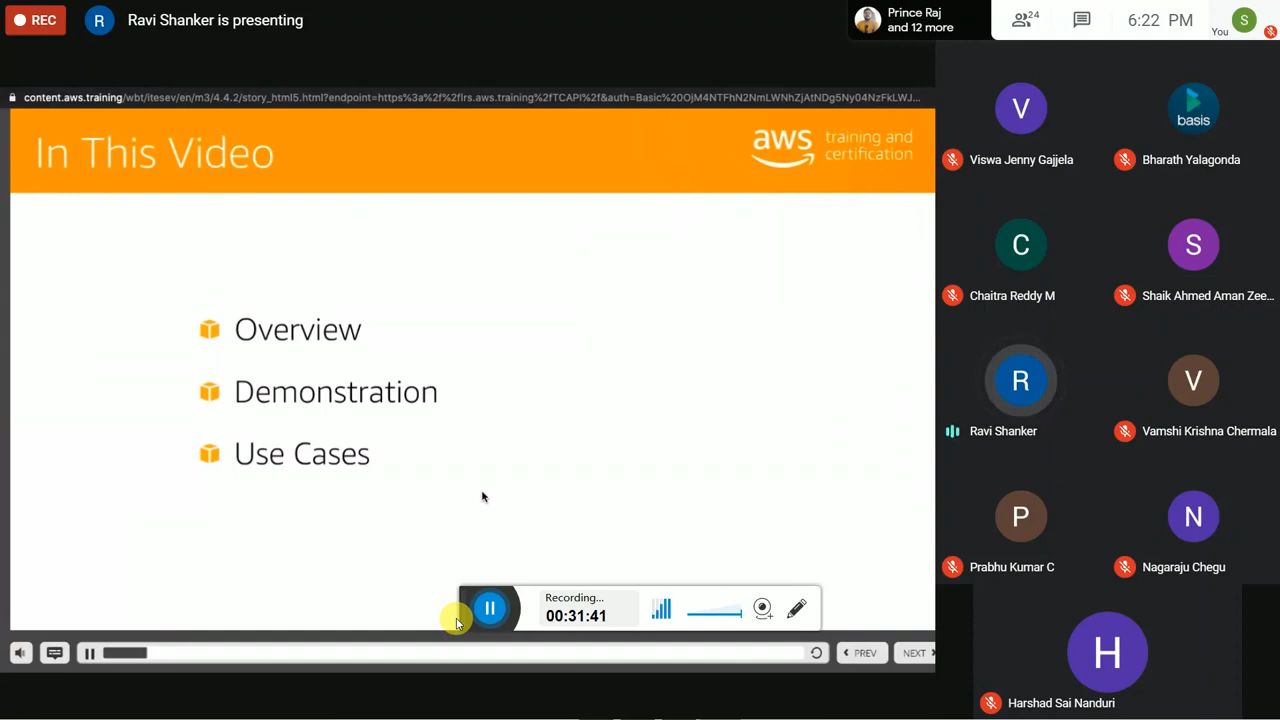 REC
R
Ravi Shanker is presenting
Prince Raj
and 12 more
24
6:22 PM
You
S
content.aws.training/wbt/itesev/en/m3/4.4.2/story_html5.html?endpoint=https%3a%2f%2flrs.aws.training%2fTCAPI%2f&auth=Basic%20OjM4NTFhN2NmLWNhZjAtNDg5Ny04NzFkLWJ...
In This Video
aws training and
certification
Overview
Demonstration
Use Cases
Recording...
00:31:41
PREV
NEXT
V
Viswa Jenny Gajjela
basis
Bharath Yalagonda
C
Chaitra Reddy M
S
Shaik Ahmed Aman Zee...
R
Ravi Shanker
V
Vamshi Krishna Chermala
P
Prabhu Kumar C
N
Nagaraju Chegu
H
Harshad Sai Nanduri